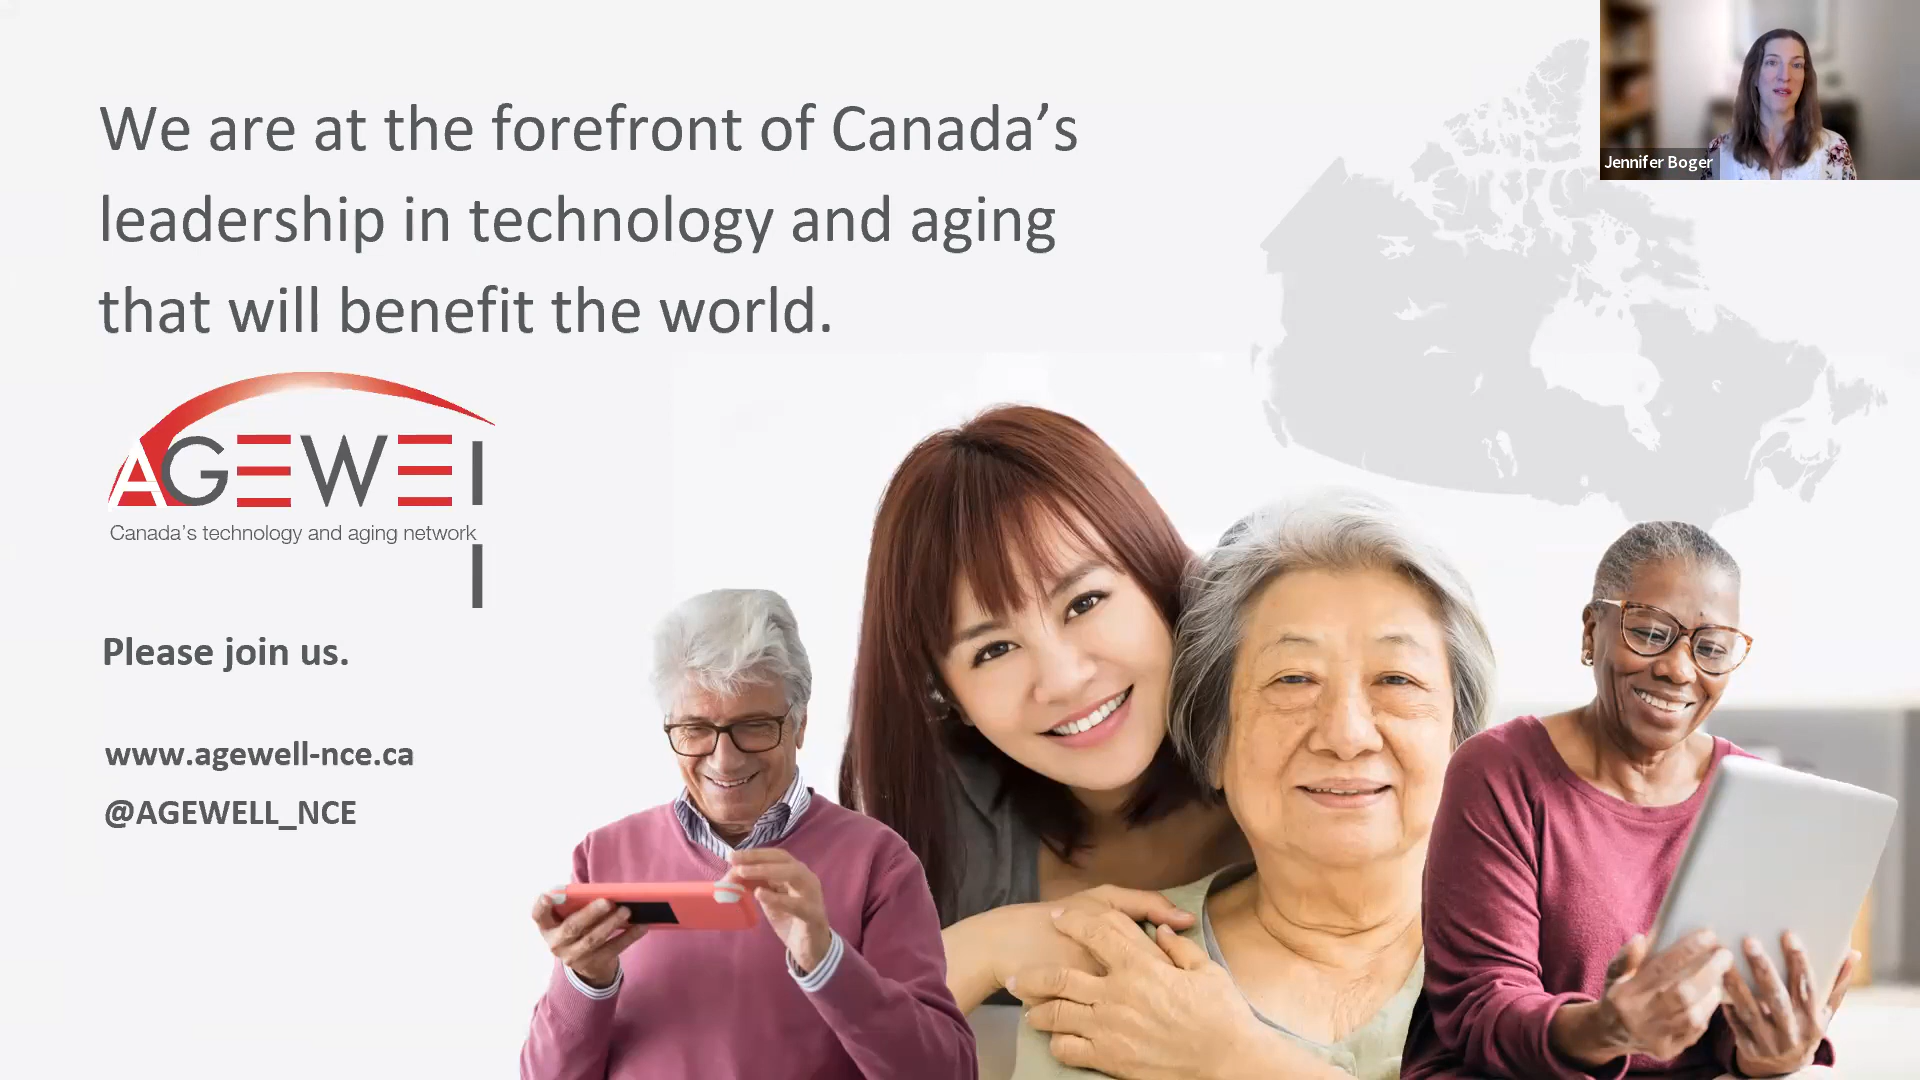 We are at the forefront of Canada’s
leadership in technology and aging
that will benefit the world.
AGEWEI
Canada’s technology and aging network
I
Please join us.
www.agewell-nce.ca
@AGEWELL_NCE
Jennifer Boger